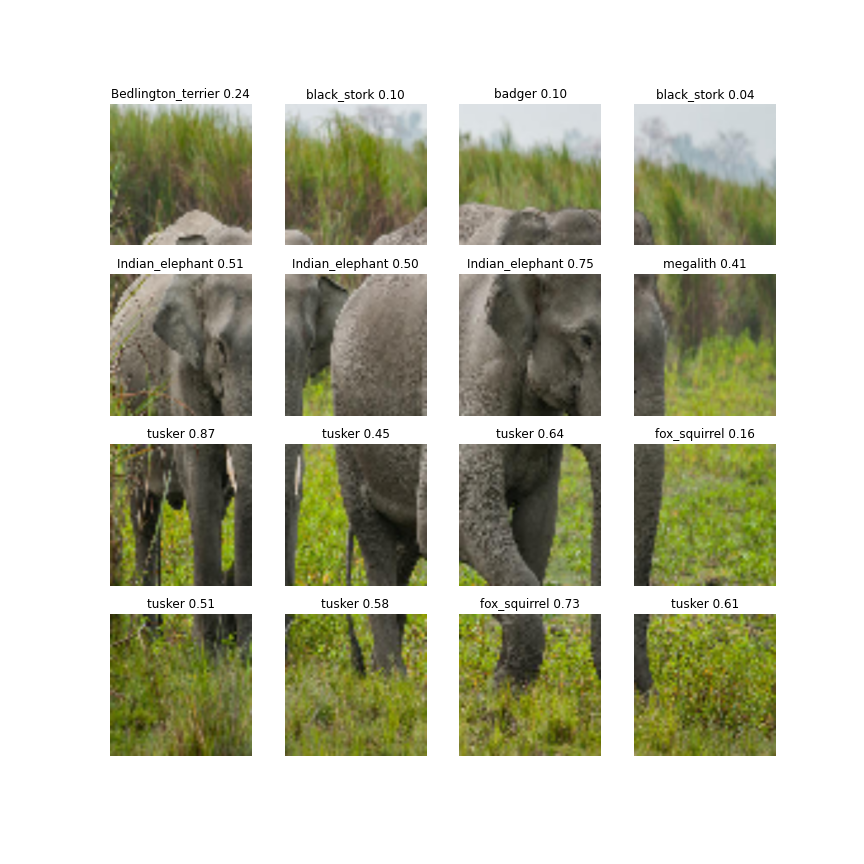 Bedlington_terrier 0.24
black_stork 0.10
badger 0.10
black_stork 0.04
Indian_elephant 0.51
Indian_elephant 0.50
Indian_elephant 0.75
megalith 0.41
tusker 0.87
tusker 0.45
tusker 0.64
fox_squirrel 0.16
tusker 0.51
tusker 0.58
fox_squirrel 0.73
tusker 0.61